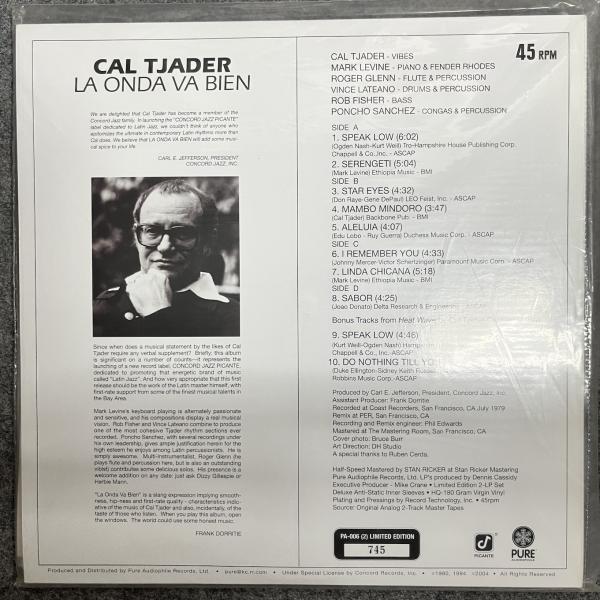 CAL TJADER
LA ONDA VA BIEN
We are delighted that Cal Tjader has become a member of the
Concord Jazz family. In launching the "CONCORD JAZZ PICANTE"
label dedicated to Latin Jazz, we couldn't think of anyone who
epitomizes the ultimate in contemporary Latin rhythms more than
Cal does. We believe that LA ONDA VA BIEN will add some musi-
cal spice to your life.
CARL E. JEFFERSON, PRESIDENT
CONCORD JAZZ, INC.
Since when does a musical statement by the likes of Cal
Tjader require any verbal supplement? Briefly, this album
is significant on a number of counts—it represents the
launching of a new record label, CONCORD JAZZ PICANTE,
dedicated to promoting that energetic brand of music
called "Latin Jazz". And how very appropriate that this first
release should be the work of the Latin master himself, with
first-rate support from some of the finest musical talents in
the Bay Area.
Mark Levine's keyboard playing is alternately passionate
and sensitive, and his compositions display a real musical
vision. Rob Fisher and Vince Lateano combine to produce
one of the most cohesive Tjader rhythm sections ever
recorded. Poncho Sanchez, with several recordings under
his own leadership, gives ample justification herein for the
high esteem he enjoys among Latin percussionists. He is
simply awesome. Multi-instrumentalist, Roger Glenn (he
plays flute and percussion here, but is also an outstanding
vibist) contributes some delicious solos. His presence is a
welcome addition on any date: just ask Dizzy Gillespie or
Herbie Mann.
"La Onda Va Bien" is a slang expression implying smooth-
ness, hip-ness and first-rate quality - characteristics indic-
ative of the music of Cal Tjader and also, incidentally, of the
taste of those who listen. When you play this album, open
the windows. The world could use some honest music.
FRANK DORRITIE
45 RPM
CAL TJADER - VIBES
MARK LEVINE - PIANO & FENDER RHODES
ROGER GLENN - FLUTE & PERCUSSION
VINCE LATEANO - DRUMS & PERCUSSION
ROB FISHER - BASS
PONCHO SANCHEZ - CONGAS & PERCUSSION
SIDE A
1. SPEAK LOW (6:02)
(Ogden Nash-Kurt Weill) Tro-Hampshire House Publishing Corp.
Chappell & Co.,Inc. - ASCAP
2. SERENGETI (5:04)
(Mark Levine) Ethiopia Music - BMI
SIDE B
3. STAR EYES (4:32)
(Don Raye-Gene DePaul) LEO Feist, Inc. - ASCAP
4. MAMBO MINDORO (3:47)
(Cal Tjader) Backbone Pub. - BMI
5. ALELUIA (4:07)
(Edu Lobo - Ruy Guerra) Duchess Music Corp. - ASCAP
SIDE C
6. I REMEMBER YOU (4:33)
(Johnny Mercer-Victor Schertzinger) Paramount Music Corp. - ASCAP
7. LINDA CHICANA (5:18)
(Mark Levine) Ethiopia Music - BMI
SIDE D
8. SABOR (4:25)
(Joao Donato) Delta Research & Engineering - ASCAP
Bonus Tracks from Heat Wave
9. SPEAK LOW (4:46)
(Kurt Weill-Ogden Nash) Hampshire
Chappell & Co., Inc. - ASCAP
10. DO NOTHING TILL YOU
(Duke Ellington-Sidney Keith Russell)
Robbins Music Corp. - ASCAP
Produced by Carl E. Jefferson, President, Concord Jazz, Inc.
Assistant Producer: Frank Dorritie
Recorded at Coast Recorders, San Francisco, CA July 1979
Remix at PER, San Francisco, CA
Recording and Remix engineer: Phil Edwards
Mastered at The Mastering Room, San Francisco, CA
Cover photo: Bruce Burr
Art Direction: DH Studio
A special thanks to Ruben Cerda.
Half-Speed Mastered by STAN RICKER at Stan Ricker Mastering
Pure Audiophile Records, Ltd. LP's produced by Dennis Cassidy
Executive Producer - Mike Crane • Limited Edition 2-LP Set
Deluxe Anti-Static Inner Sleeves • HQ-180 Gram Virgin Vinyl
Plating and Pressings by Record Technology, Inc. • 45rpm
Source: Original Analog 2-Track Master Tapes
PA-006 (2) LIMITED EDITION
745
PICANTE
PURE
AUDIOPHILE
Produced and Distributed by Pure Audiophile Records, Ltd. • pure@kc.rr.com • Under Special License by Concord Records, Inc. • ©1980, 1994 ℗2004 • All Rights Reserved